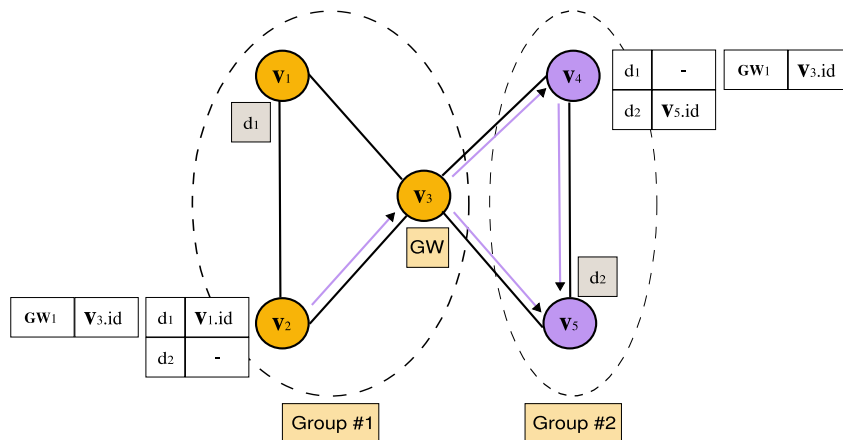 v1
d1
v3
GW
v4
d1 -
d2 v5.id
GW1 v3.id
d2
v5
GW1 v3.id
d1 v1.id
d2 -
v2
Group #1
Group #2